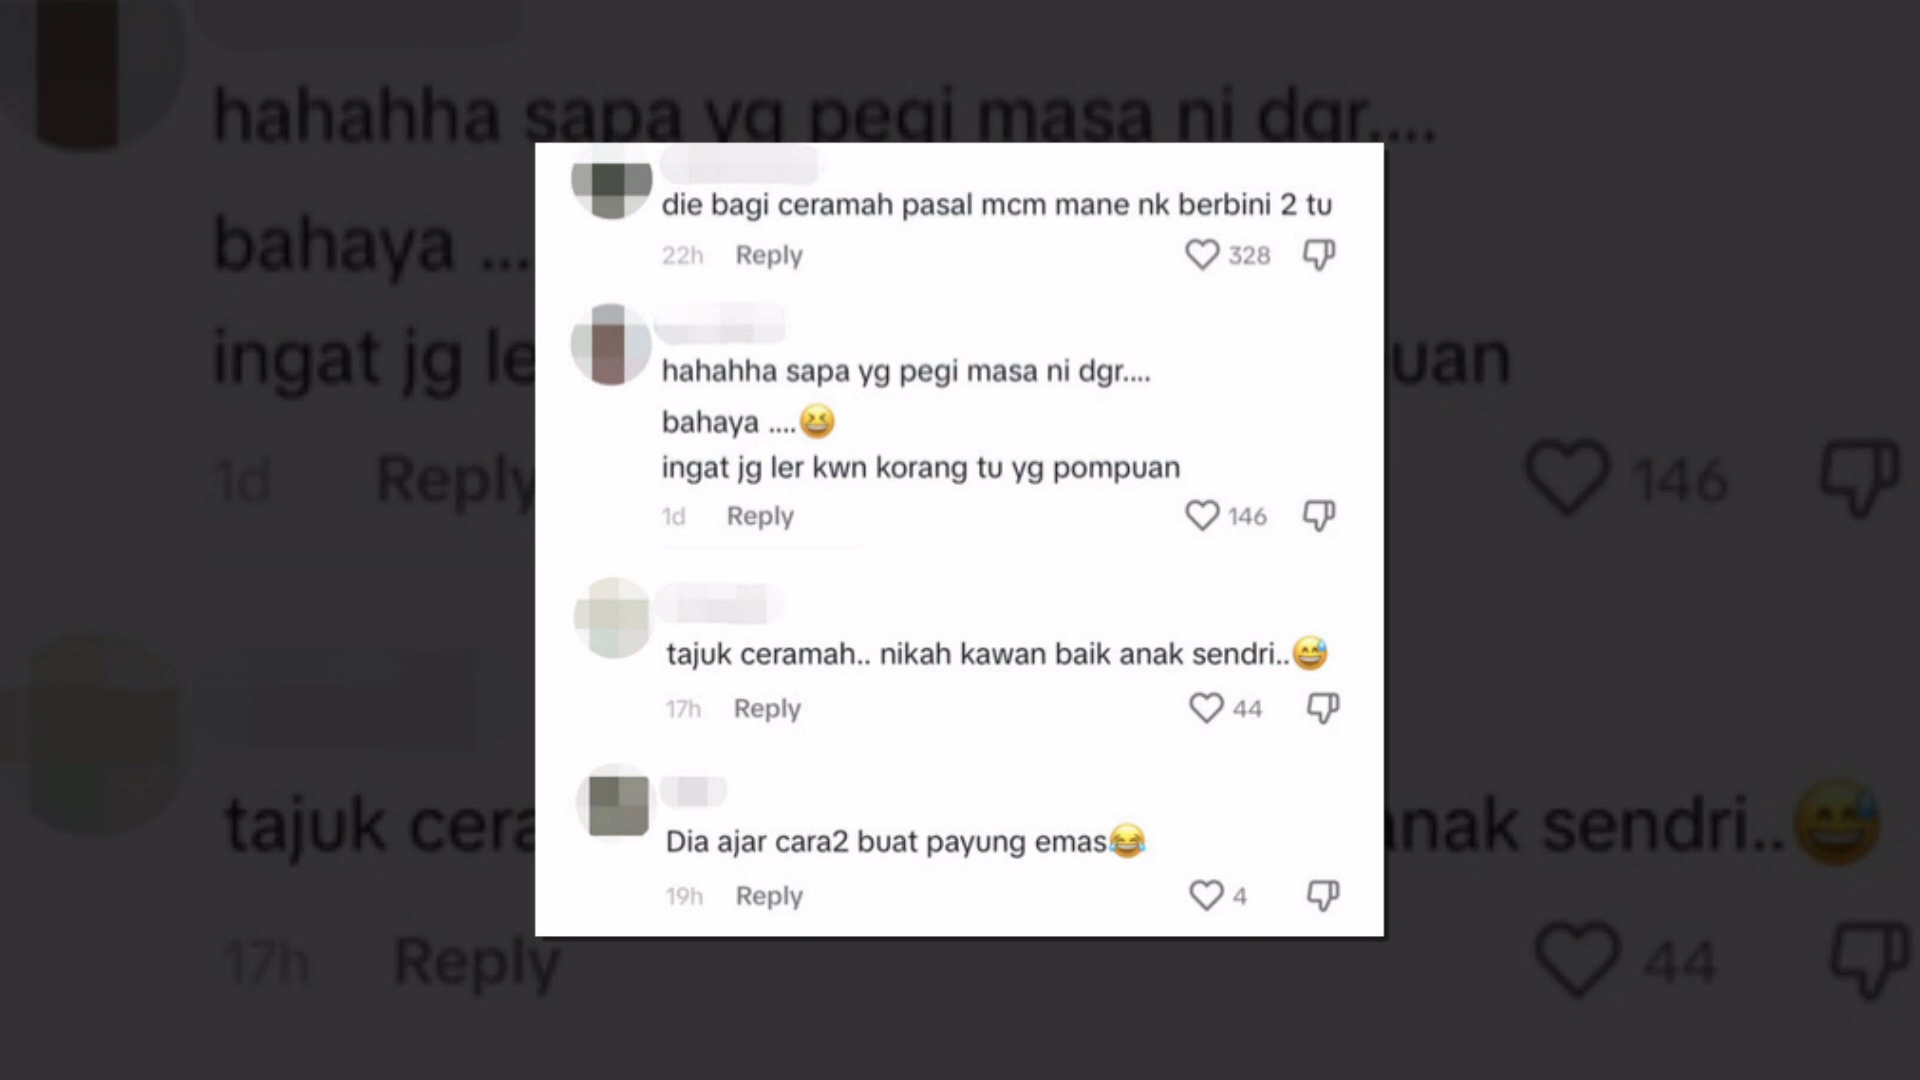 die bagi ceramah pasal mcm mane nk berbini 2 tu
22h Reply 328
hahahha sapa yg pegi masa ni dgr....
bahaya ....😆
ingat jg ler kwn korang tu yg pompuan
1d Reply 146
tajuk ceramah.. nikah kawan baik anak sendri..😅
17h Reply 44
Dia ajar cara2 buat payung emas😂
19h Reply 4
hahahha sapa yg pegi masa ni dgr....
bahaya ...
ingat jg le
uan
1d Reply 146
tajuk cera
anak sendri..😅
17h Reply 44